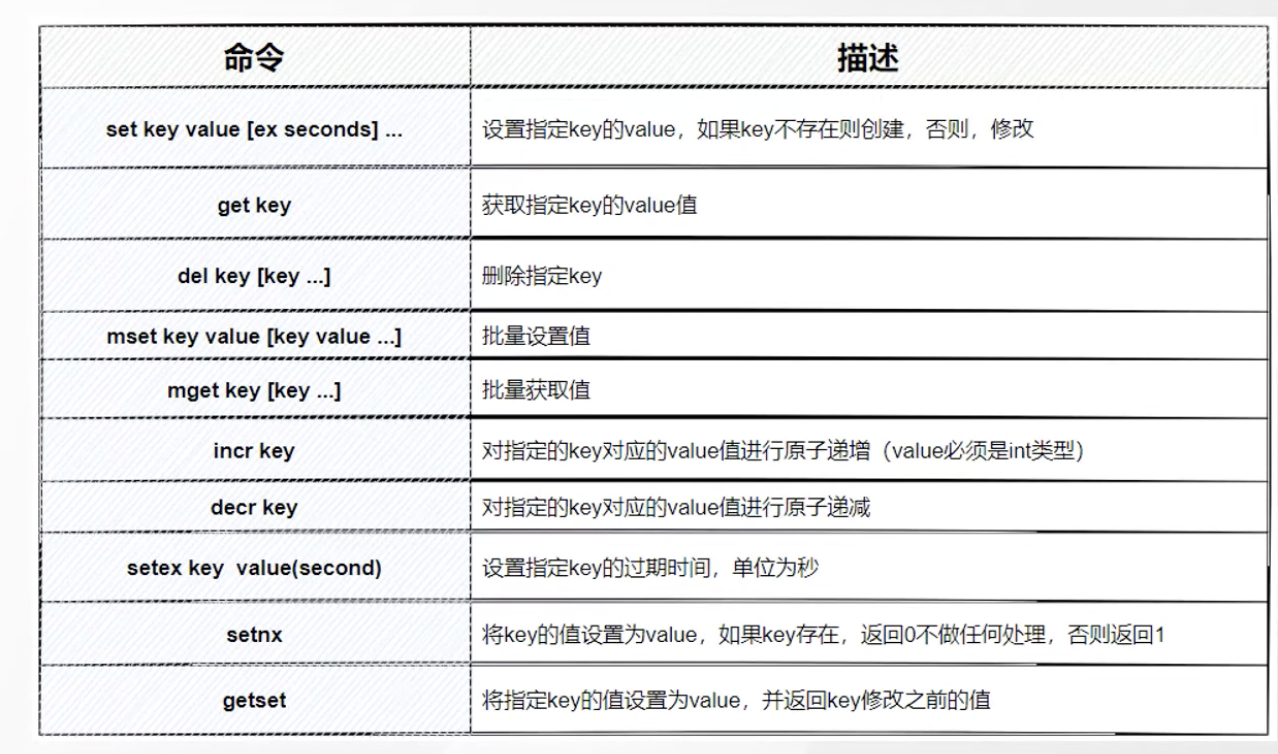 命令 描述
set key value [ex seconds] ... 设置指定key的value，如果key不存在则创建，否则，修改
get key 获取指定key的value值
del key [key ...] 删除指定key
mset key value [key value ...] 批量设置值
mget key [key ...] 批量获取值
incr key 对指定的key对应的value值进行原子递增（value必须是int类型）
decr key 对指定的key对应的value值进行原子递减
setex key value(second) 设置指定key的过期时间，单位为秒
setnx 将key的值设置为value，如果key存在，返回0不做任何处理，否则返回1
getset 将指定key的值设置为value，并返回key修改之前的值